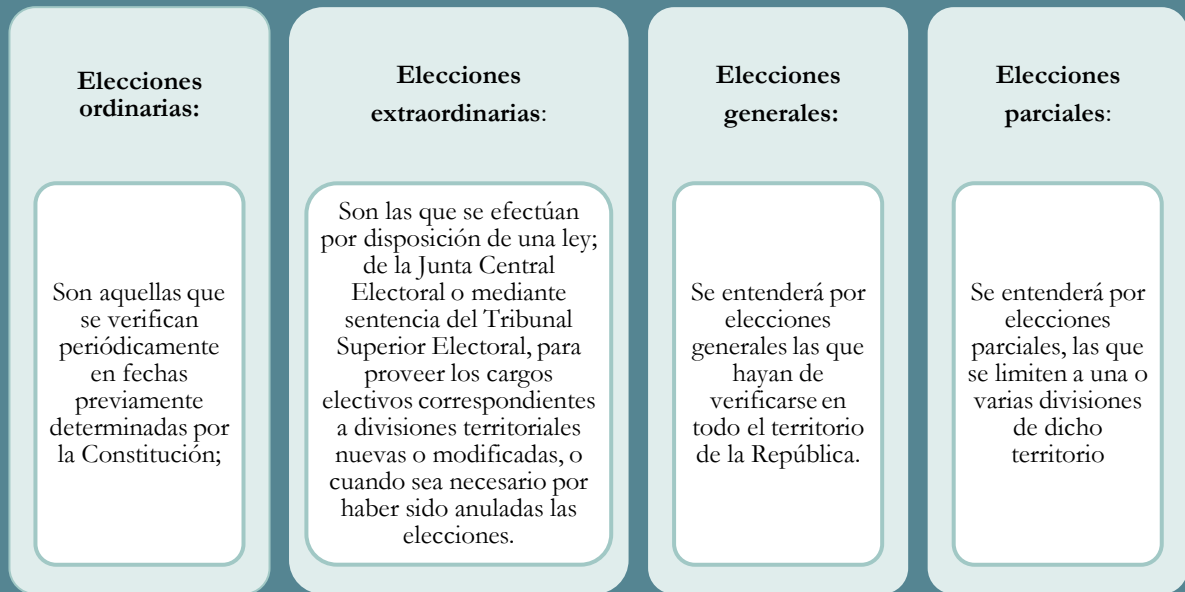 Elecciones
ordinarias:
Son aquellas que
se verifican
periódicamente
en fechas
previamente
determinadas por
la Constitución;
Elecciones
extraordinarias:
Son las que se efectúan
por disposición de una ley;
de la Junta Central
Electoral o mediante
sentencia del Tribunal
Superior Electoral, para
proveer los cargos
electivos correspondientes
a divisiones territoriales
nuevas o modificadas, o
cuando sea necesario por
haber sido anuladas las
elecciones.
Elecciones
generales:
Se entenderá por
elecciones
generales las que
hayan de
verificarse en
todo el territorio
de la República.
Elecciones
parciales:
Se entenderá por
elecciones
parciales, las que
se limiten a una o
varias divisiones
de dicho
territorio